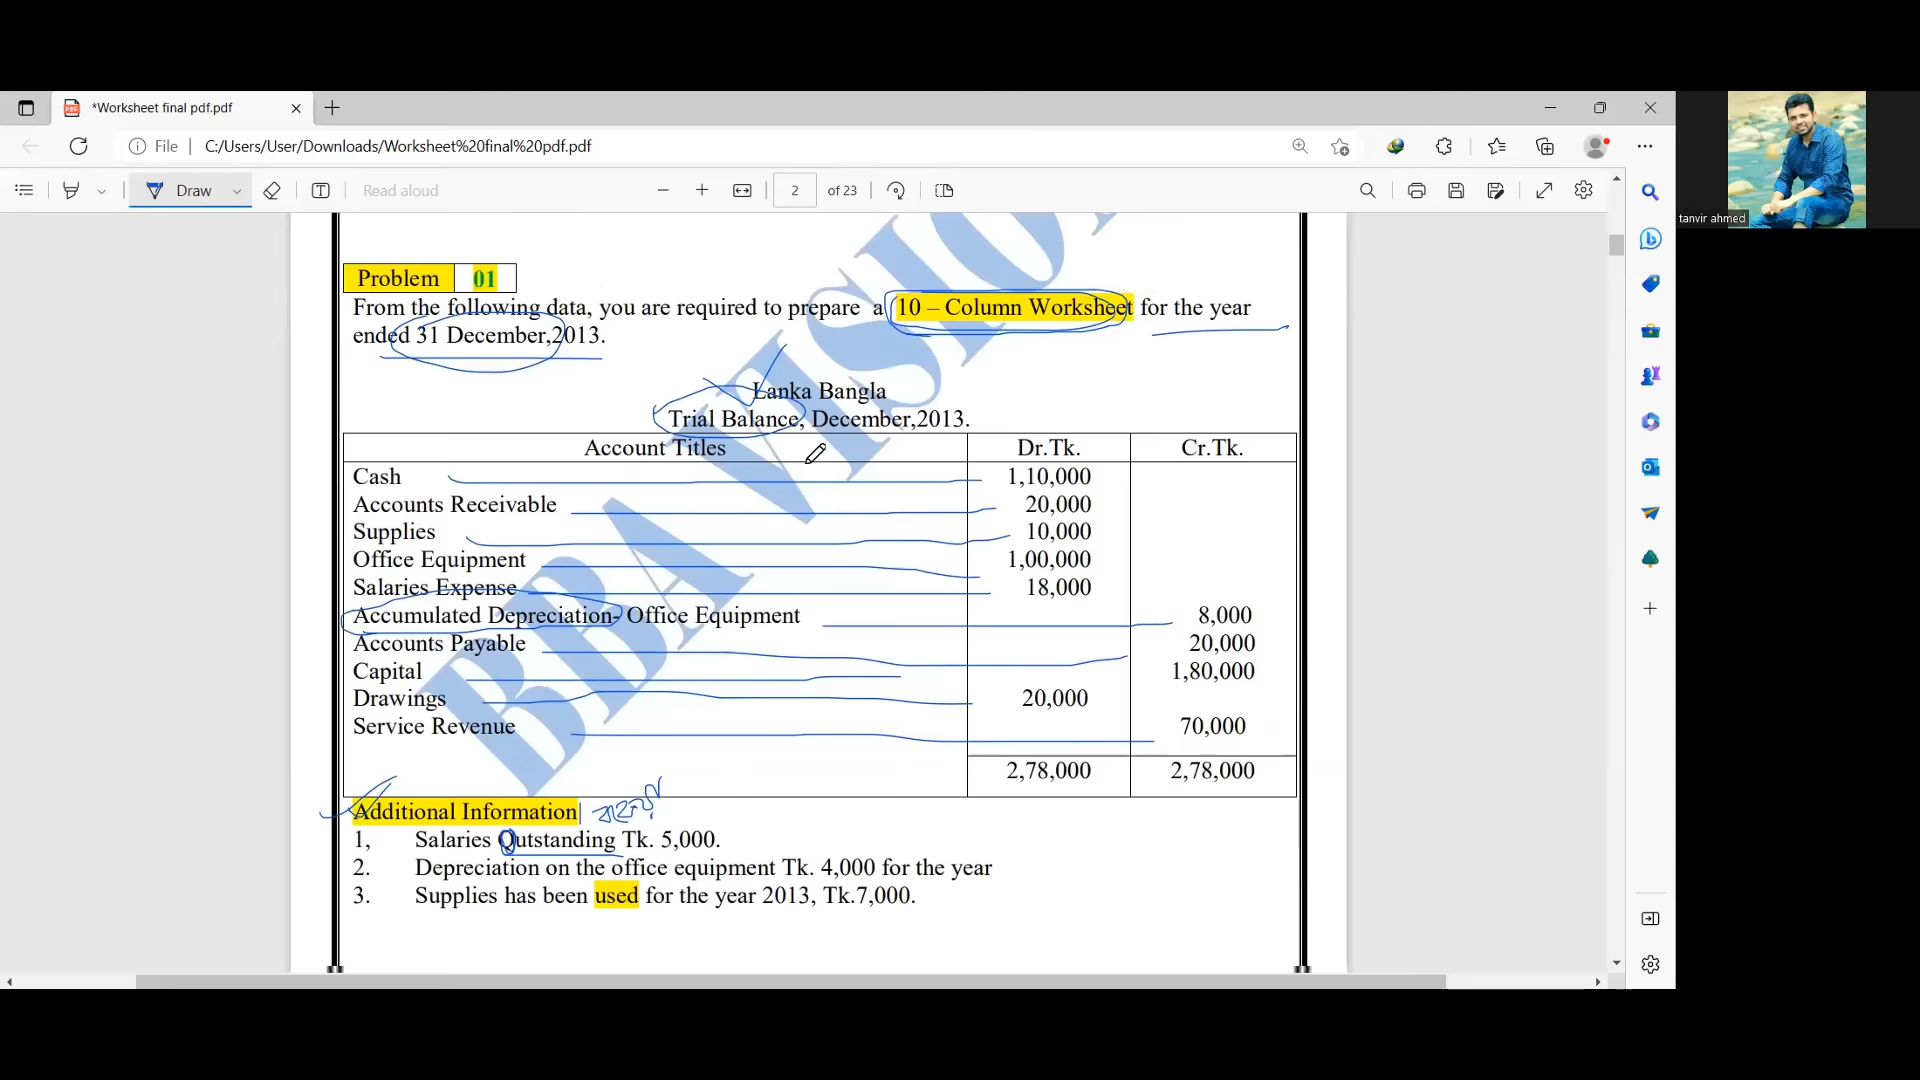 *Worksheet final pdf.pdf
File C:/Users/User/Downloads/Worksheet%20final%20pdf.pdf
Draw Read aloud 2 of 23
tanvir ahmed
BBA VISION
Problem 01
From the following data, you are required to prepare a 10 – Column Worksheet for the year
ended 31 December,2013.
Lanka Bangla
Trial Balance, December,2013.
Account Titles Dr.Tk. Cr.Tk.
Cash 1,10,000
Accounts Receivable 20,000
Supplies 10,000
Office Equipment 1,00,000
Salaries Expense 18,000
Accumulated Depreciation- Office Equipment 8,000
Accounts Payable 20,000
Capital 1,80,000
Drawings 20,000
Service Revenue 70,000
2,78,000 2,78,000
Additional Information
1, Salaries Outstanding Tk. 5,000.
2. Depreciation on the office equipment Tk. 4,000 for the year
3. Supplies has been used for the year 2013, Tk.7,000.